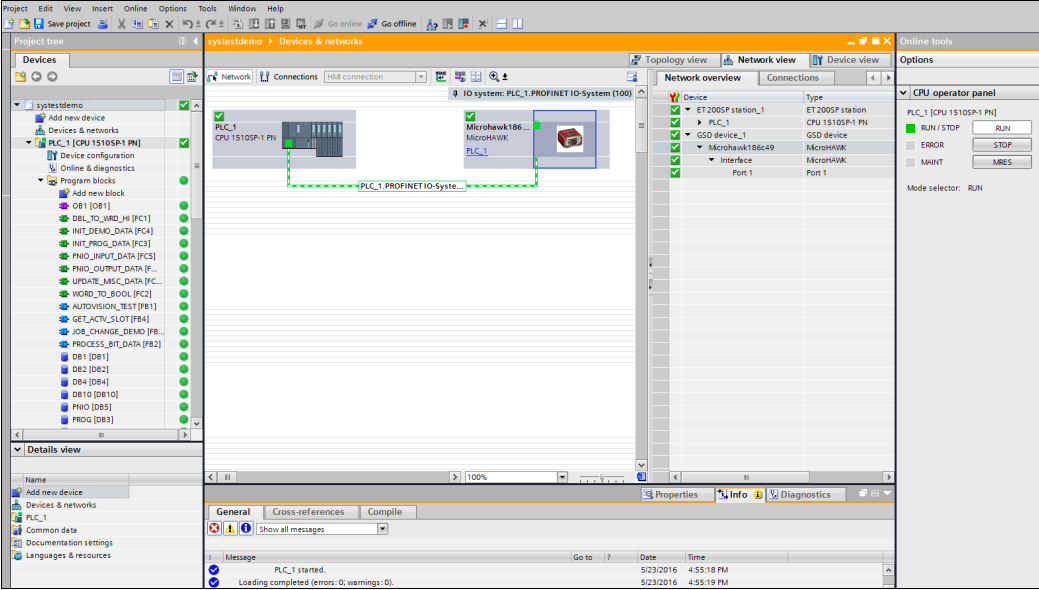 Project Edit View Insert Online Options Tools Window Help
Save project Go online Go offline
Project tree
systestdemo Devices & networks
Online tools
Devices
Topology view Network view Device view
Options
Network Connections HMI connection
Network overview Connections
CPU operator panel
IO system: PLC_1.PROFINET IO-System (100)
Device Type
PLC_1 [CPU 1510SP-1 PN]
RUN / STOP RUN
ERROR STOP
MAINT MRES
Mode selector: RUN
systestdemo
Add new device
Devices & networks
PLC_1 [CPU 1510SP-1 PN]
Device configuration
Online & diagnostics
Program blocks
Add new block
OB1 [OB1]
DBL_TO_WRD_HI [FC1]
INIT_DEMO_DATA [FC4]
INIT_PROG_DATA [FC3]
PNIO_INPUT_DATA [FC5]
PNIO_OUTPUT_DATA [F...
UPDATE_MISC_DATA [FC...
WORD_TO_BOOL [FC2]
AUTOVISION_TEST [FB1]
GET_ACTV_SLOT [FB4]
JOB_CHANGE_DEMO [FB...
PROCESS_BIT_DATA [FB2]
DB1 [DB1]
DB2 [DB2]
DB4 [DB4]
DB10 [DB10]
PNIO [DB5]
PROG [DB3]
PLC_1
CPU 1510SP-1 PN
Microhawk186...
MicroHAWK
PLC_1
PLC_1.PROFINET IO-Syste...
ET 200SP station_1 ET 200SP station
PLC_1 CPU 1510SP-1 PN
GSD device_1 GSD device
Microhawk186c49 MicroHAWK
Interface MicroHAWK
Port 1 Port 1
100%
Details view
Name
Add new device
Devices & networks
PLC_1
Common data
Documentation settings
Languages & resources
Properties Info Diagnostics
General Cross-references Compile
Show all messages
! Message Go to ? Date Time
PLC_1 started. 5/23/2016 4:55:18 PM
Loading completed (errors: 0; warnings: 0). 5/23/2016 4:55:19 PM